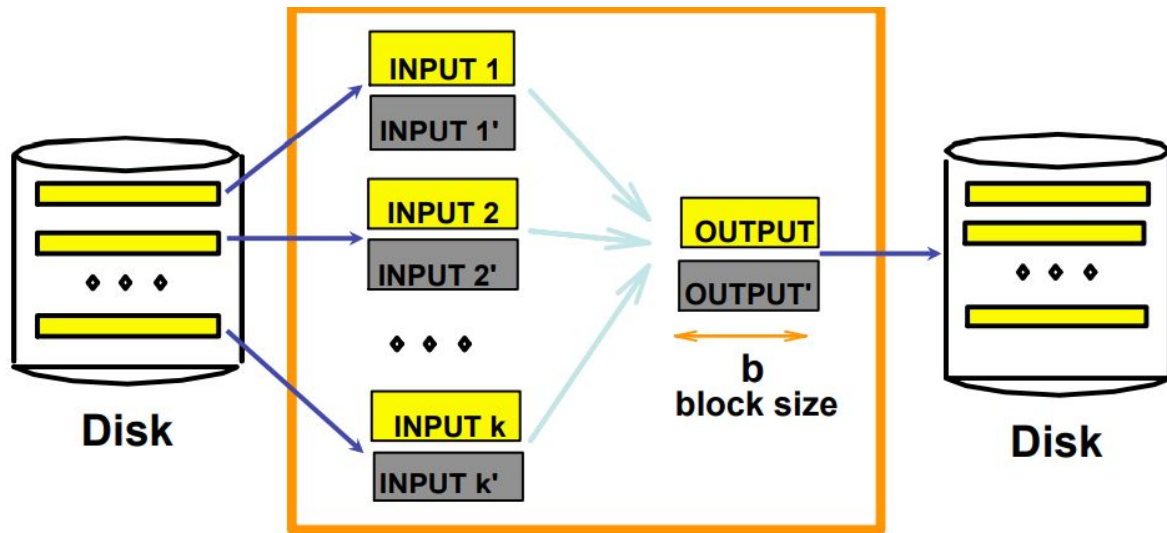 INPUT 1
INPUT 1'
INPUT 2
INPUT 2'
INPUT k
INPUT k'
OUTPUT
OUTPUT'
b
block size
Disk
Disk